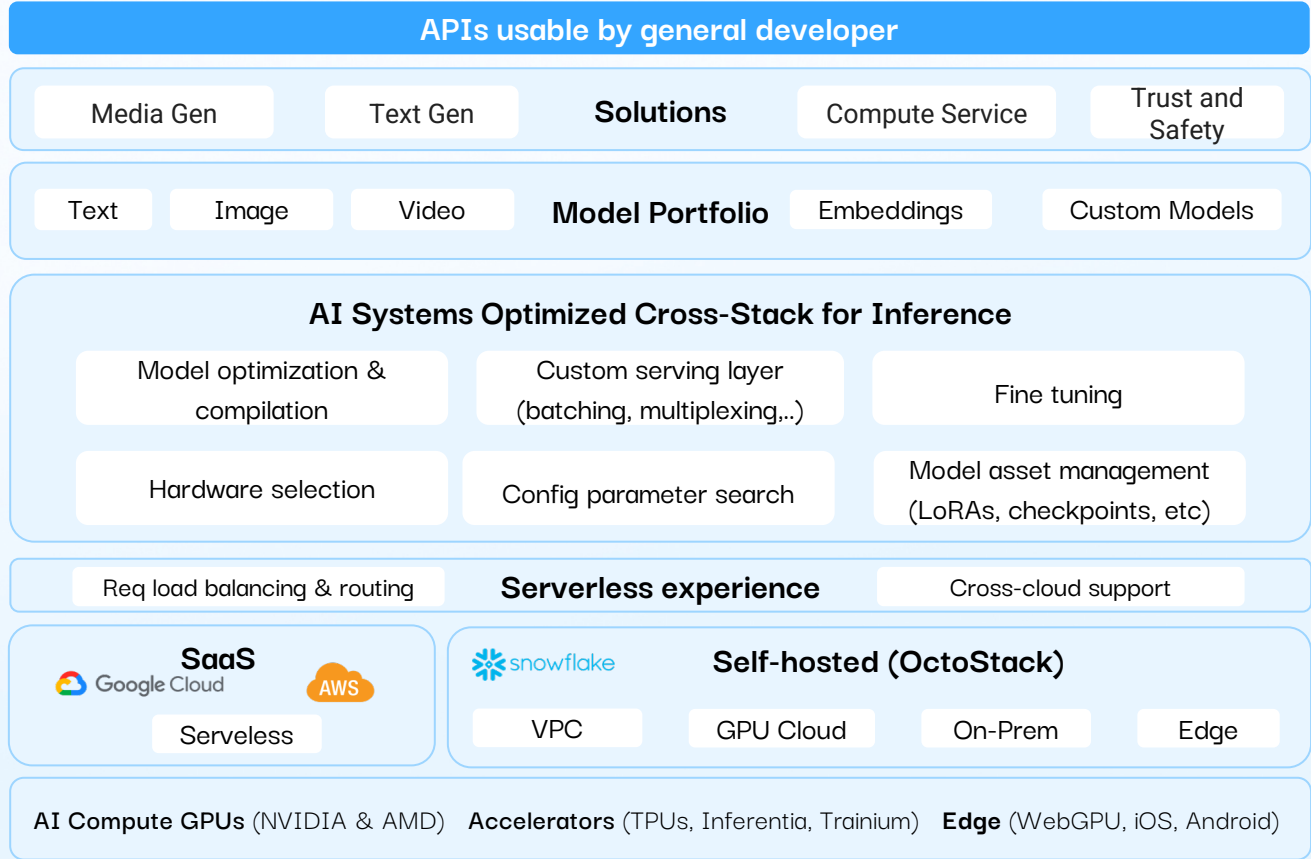 APIs usable by general developer
Media Gen
Text Gen
Solutions
Compute Service
Trust and
Safety
Text
Image
Video
Model Portfolio
Embeddings
Custom Models
AI Systems Optimized Cross-Stack for Inference
Model optimization &
compilation
Custom serving layer
(batching, multiplexing,..)
Fine tuning
Hardware selection
Config parameter search
Model asset management
(LoRAs, checkpoints, etc)
Req load balancing & routing
Serverless experience
Cross-cloud support
SaaS
Google Cloud
AWS
Serveless
snowflake
Self-hosted (OctoStack)
VPC
GPU Cloud
On-Prem
Edge
AI Compute GPUs (NVIDIA & AMD) Accelerators (TPUs, Inferentia, Trainium) Edge (WebGPU, iOS, Android)